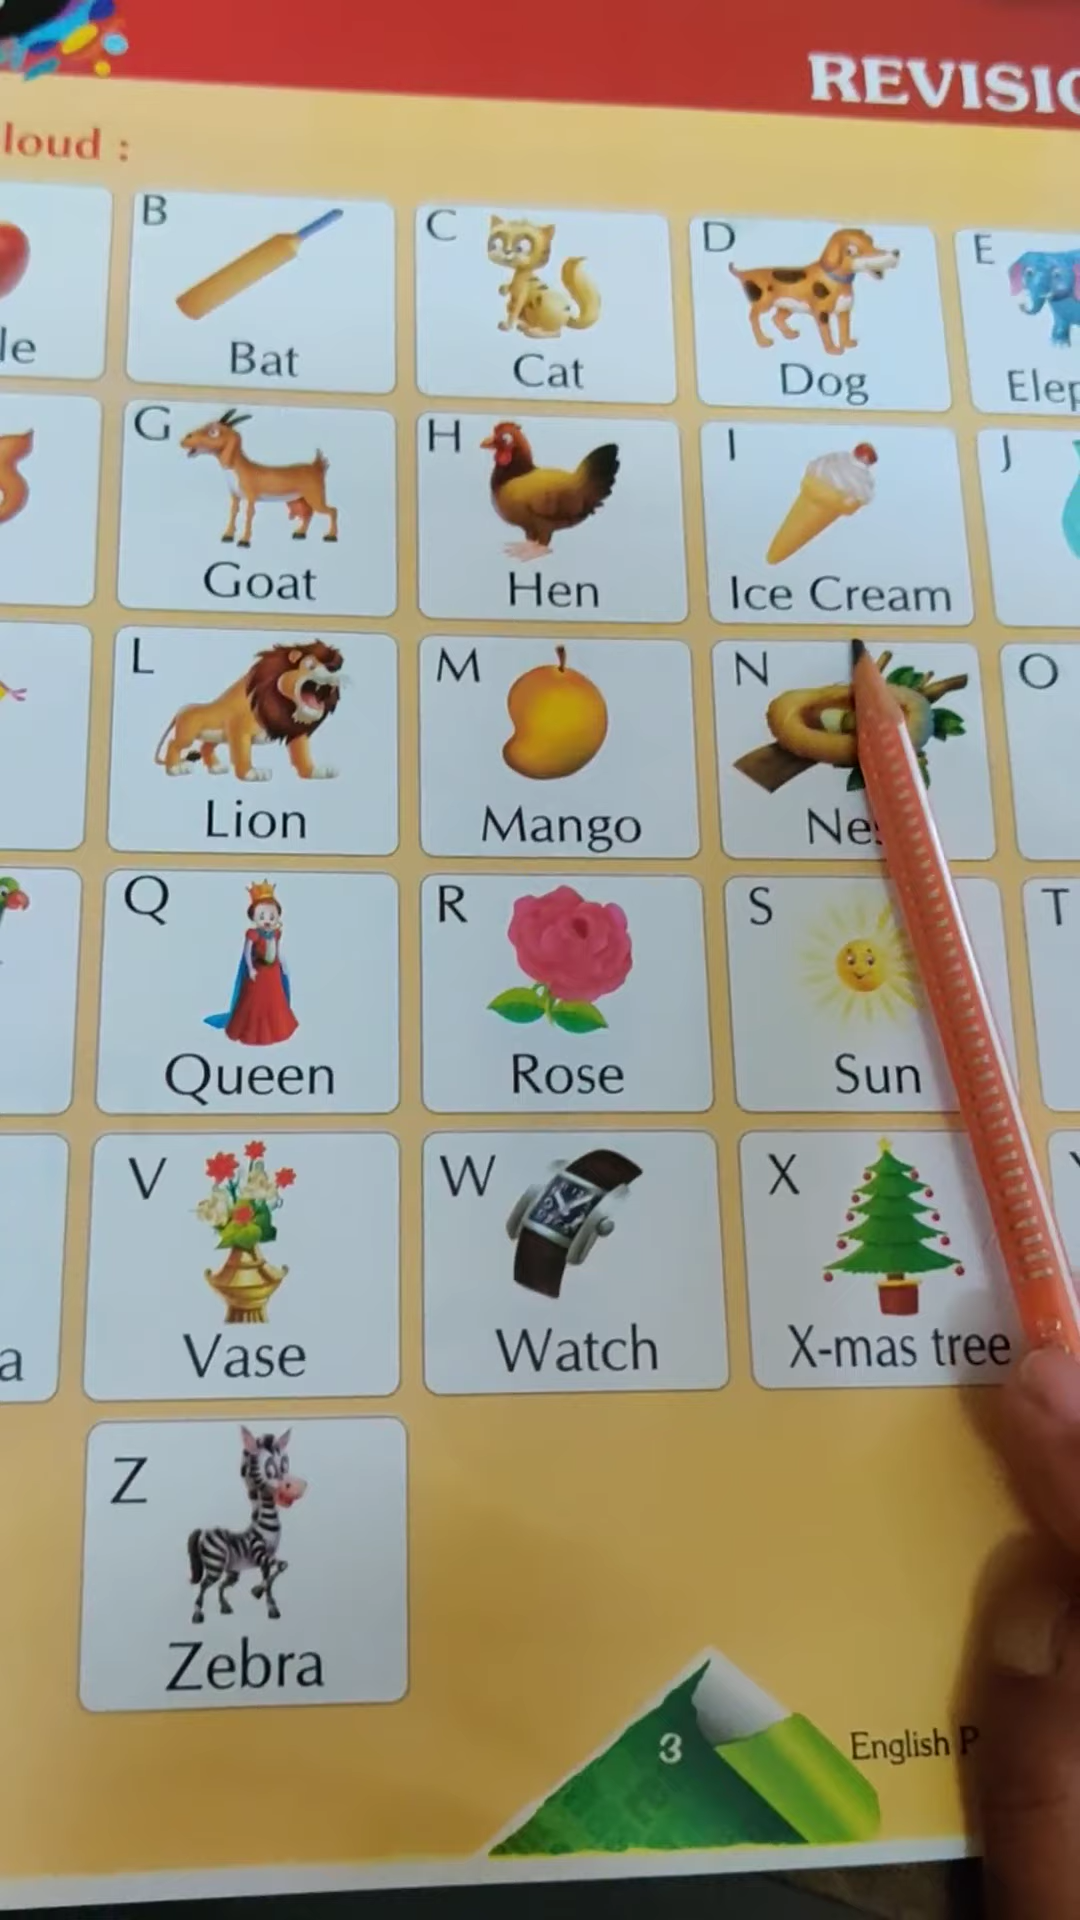 REVISIO
loud :
B
C
D
E
le
Bat
Cat
Dog
Elep
G
H
I
J
Goat
Hen
Ice Cream
L
M
N
O
Lion
Mango
Nes
Q
R
S
T
Queen
Rose
Sun
V
W
X
a
Vase
Watch
X-mas tree
Z
Zebra
3
English P